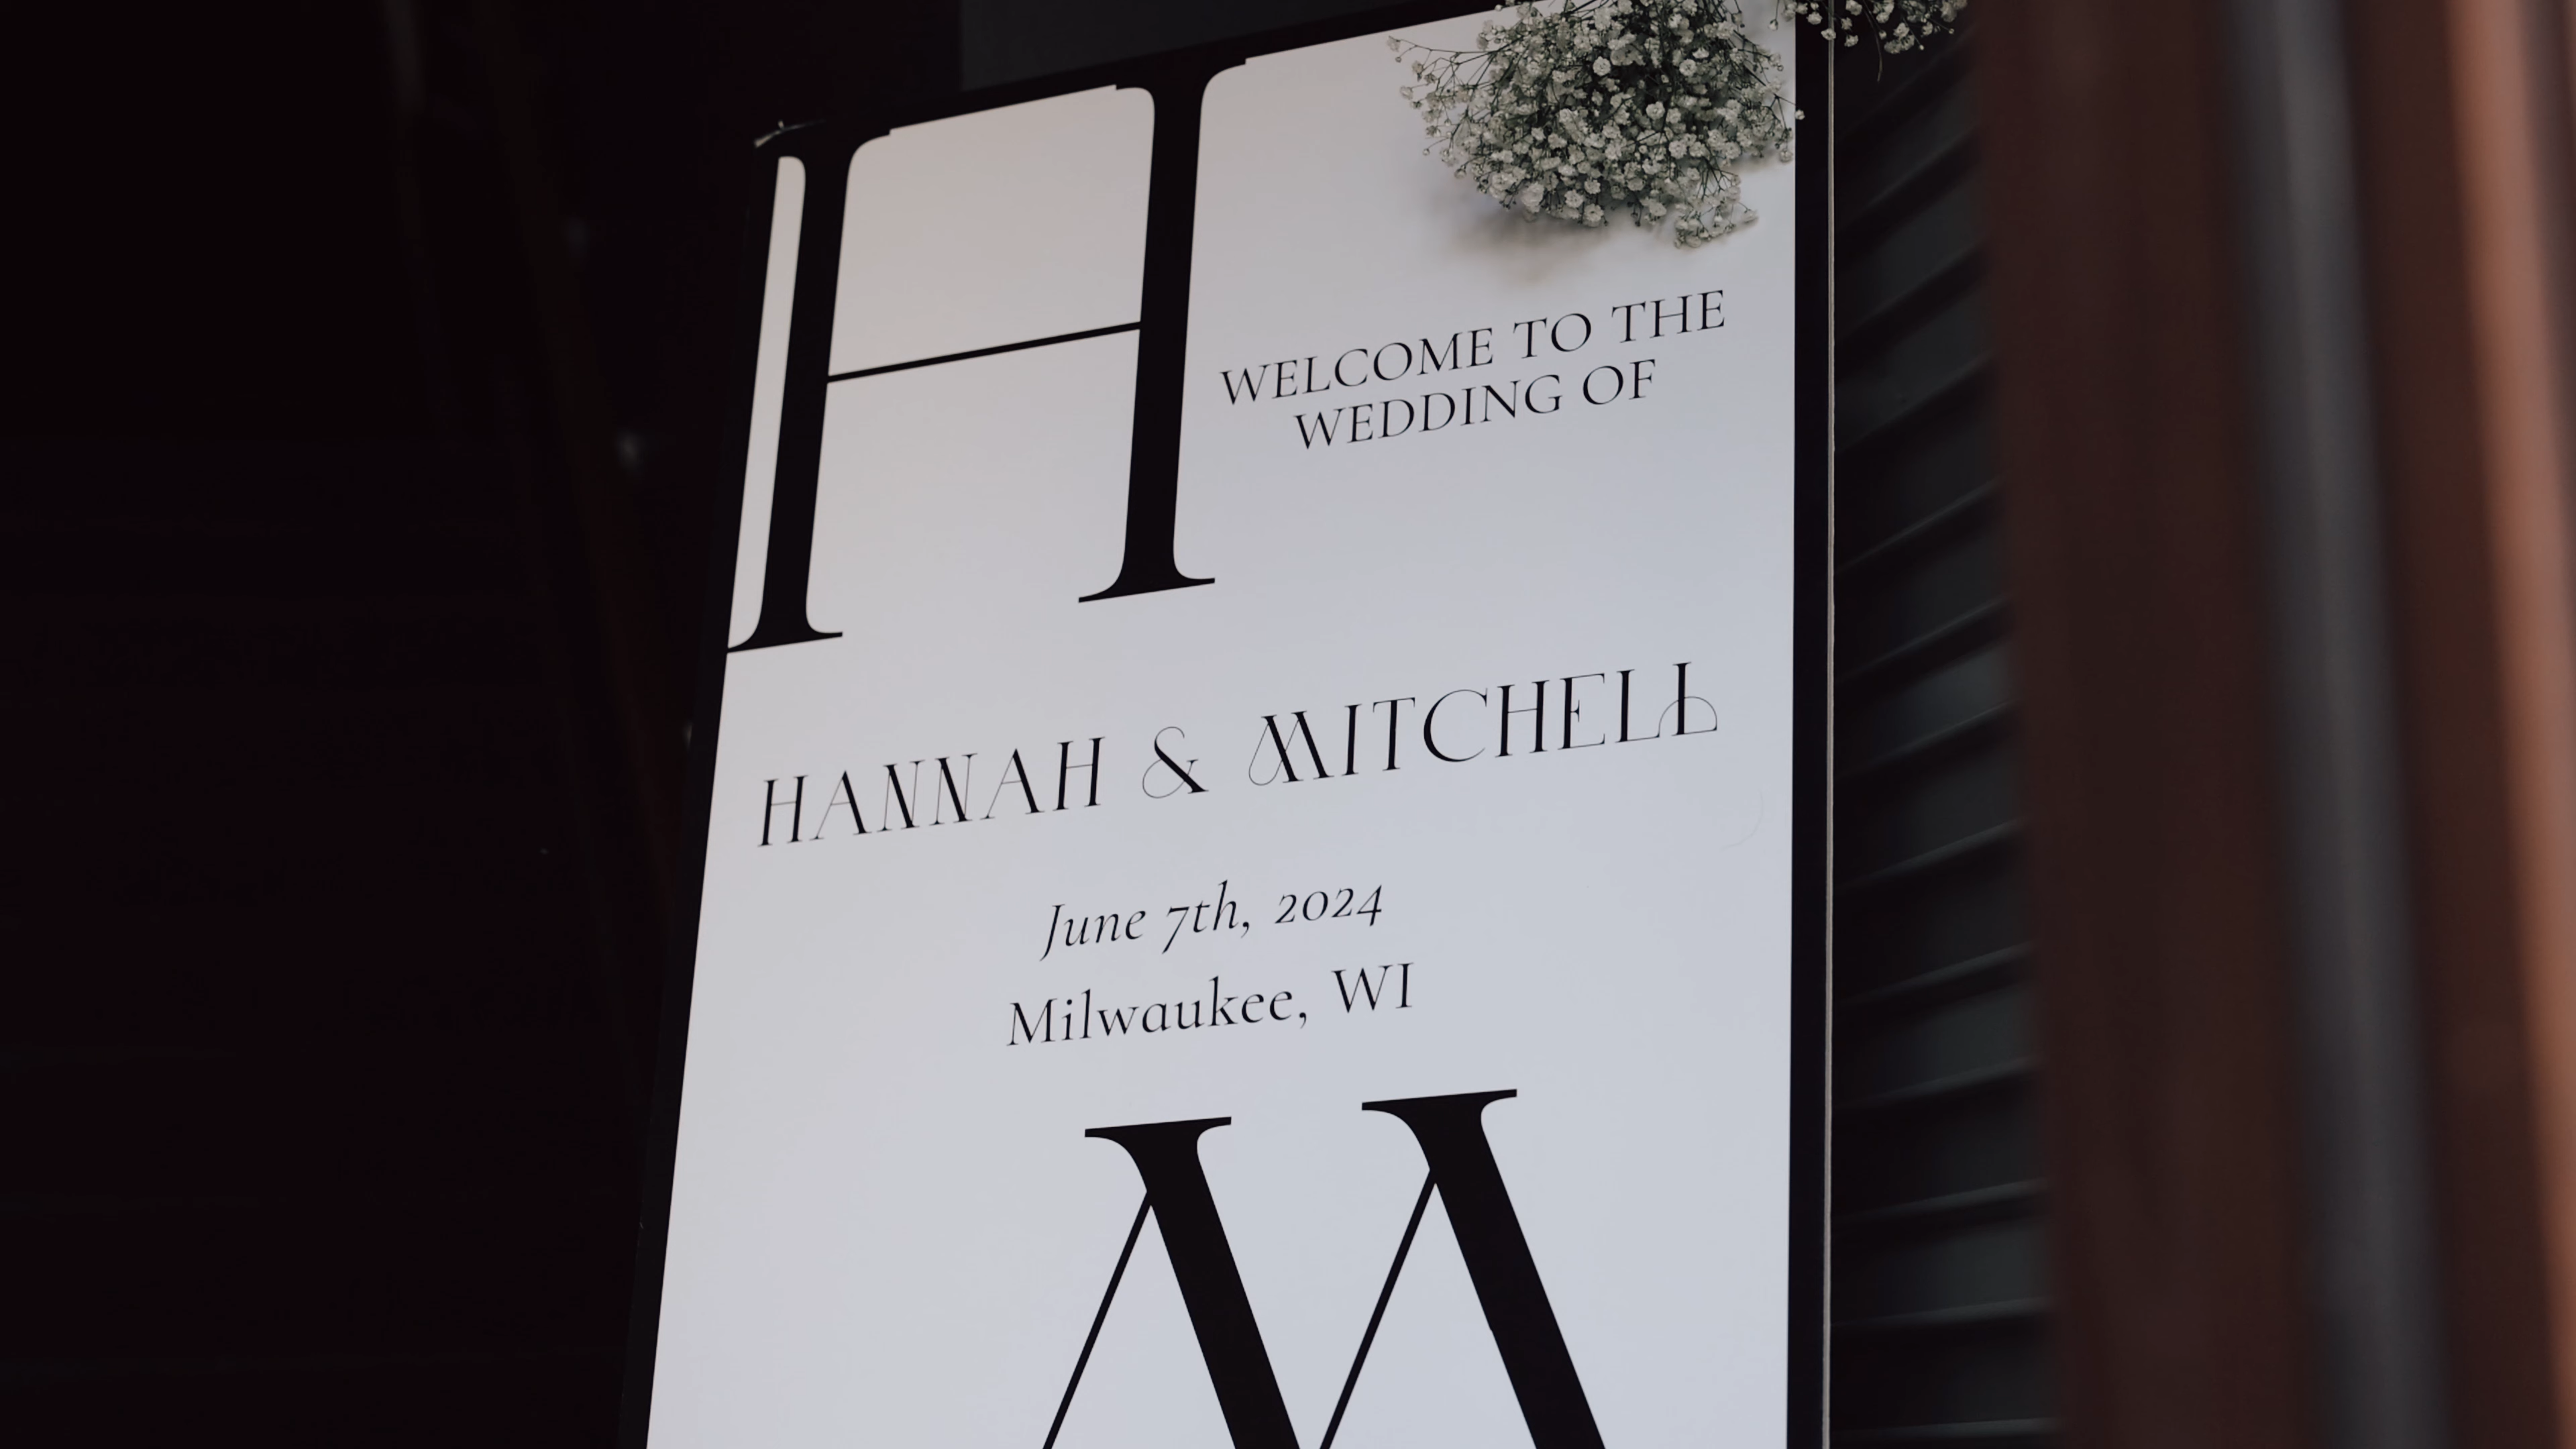 H
WELCOME TO THE
WEDDING OF
HANNAH & MITCHELL
June 7th, 2024
Milwaukee, WI
M